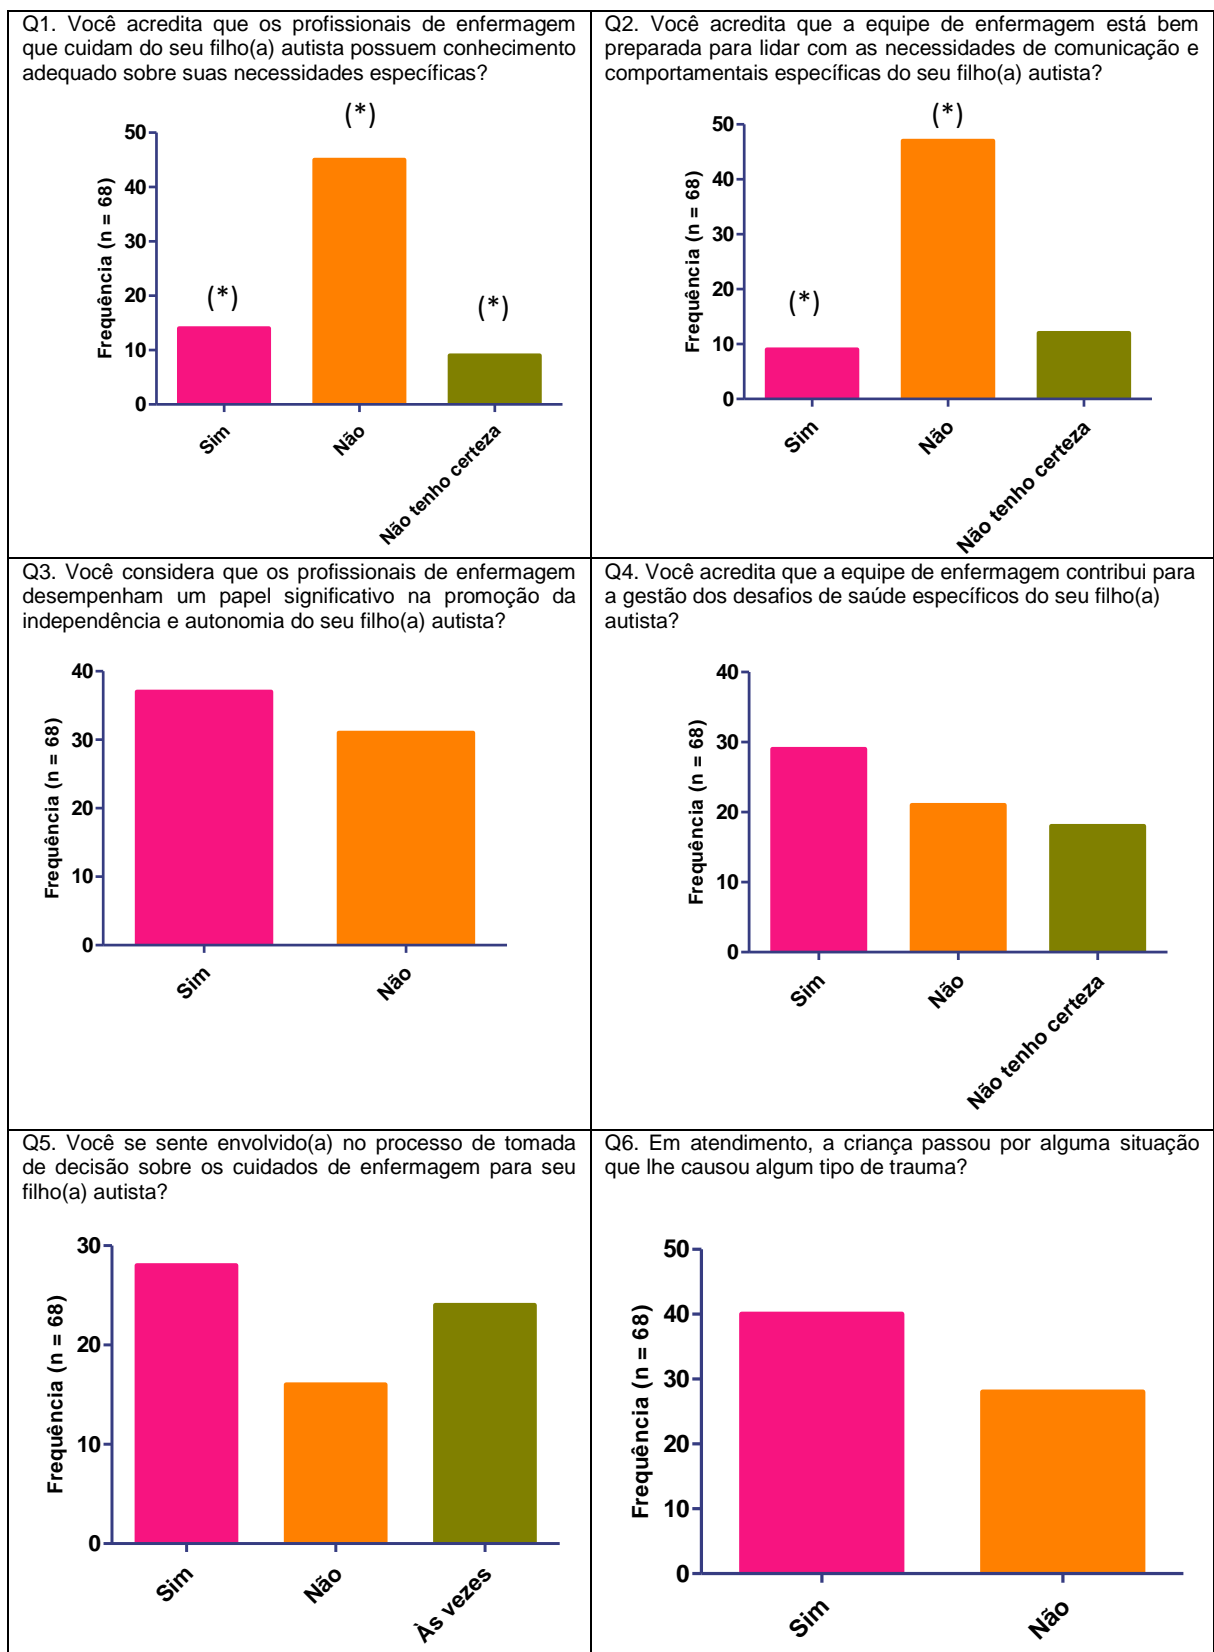 Q1. Você acredita que os profissionais de enfermagem
que cuidam do seu filho(a) autista possuem conhecimento
adequado sobre suas necessidades específicas?
(*)
(*)
(*)
Frequência (n = 68)
50
40
30
20
10
0
Sim
Não
Não tenho certeza
Q2. Você acredita que a equipe de enfermagem está bem
preparada para lidar com as necessidades de comunicação e
comportamentais específicas do seu filho(a) autista?
(*)
(*)
Frequência (n = 68)
50
40
30
20
10
0
Sim
Não
Não tenho certeza
Q3. Você considera que os profissionais de enfermagem
desempenham um papel significativo na promoção da
independência e autonomia do seu filho(a) autista?
Frequência (n = 68)
40
30
20
10
0
Sim
Não
Q4. Você acredita que a equipe de enfermagem contribui para
a gestão dos desafios de saúde específicos do seu filho(a)
autista?
Frequência (n = 68)
40
30
20
10
0
Sim
Não
Não tenho certeza
Q5. Você se sente envolvido(a) no processo de tomada
de decisão sobre os cuidados de enfermagem para seu
filho(a) autista?
Frequência (n = 68)
30
20
10
0
Sim
Não
Às vezes
Q6. Em atendimento, a criança passou por alguma situação
que lhe causou algum tipo de trauma?
Frequência (n = 68)
50
40
30
20
10
0
Sim
Não